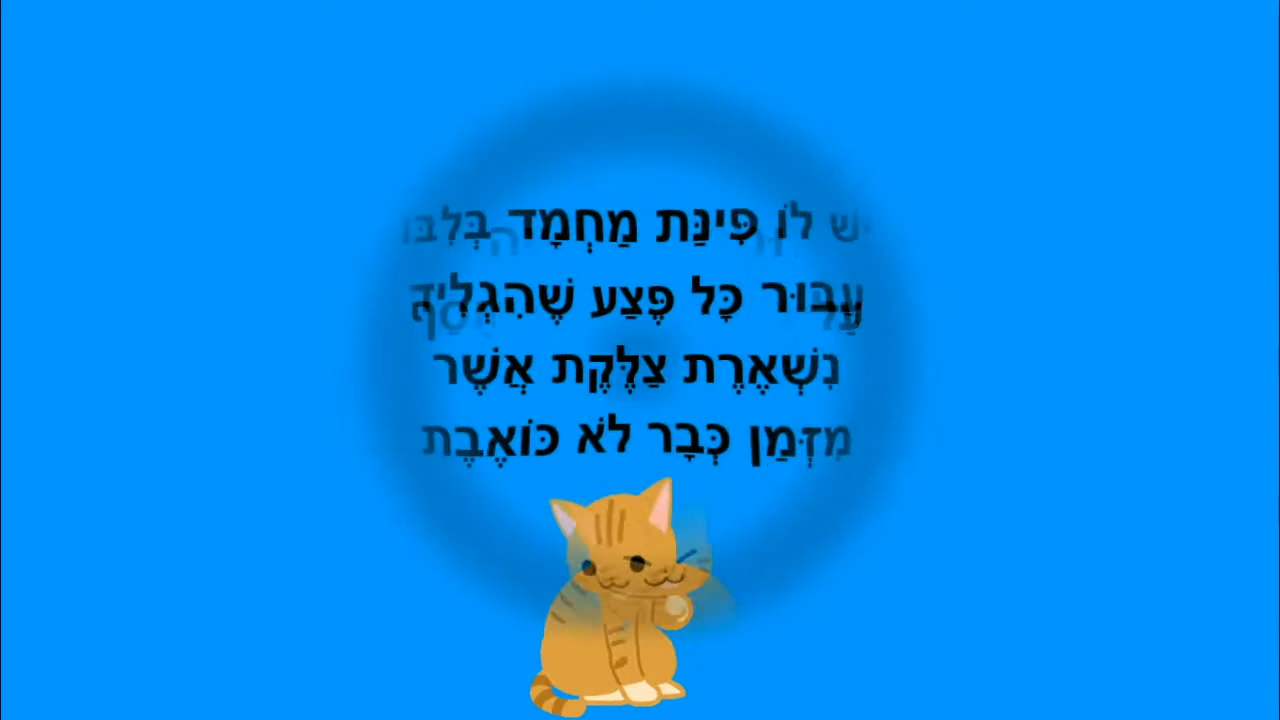 יֵשׁ לוֹ פִּינַּת מַחְמָד בְּלִבּוֹ
עֲבוּר כָּל פֶּצַע שֶׁהִגְלִיד
נִשְׁאֶרֶת צַלֶּקֶת אֲשֶׁר
מִזְּמַן כְּבָר לֹא כּוֹאֶבֶת